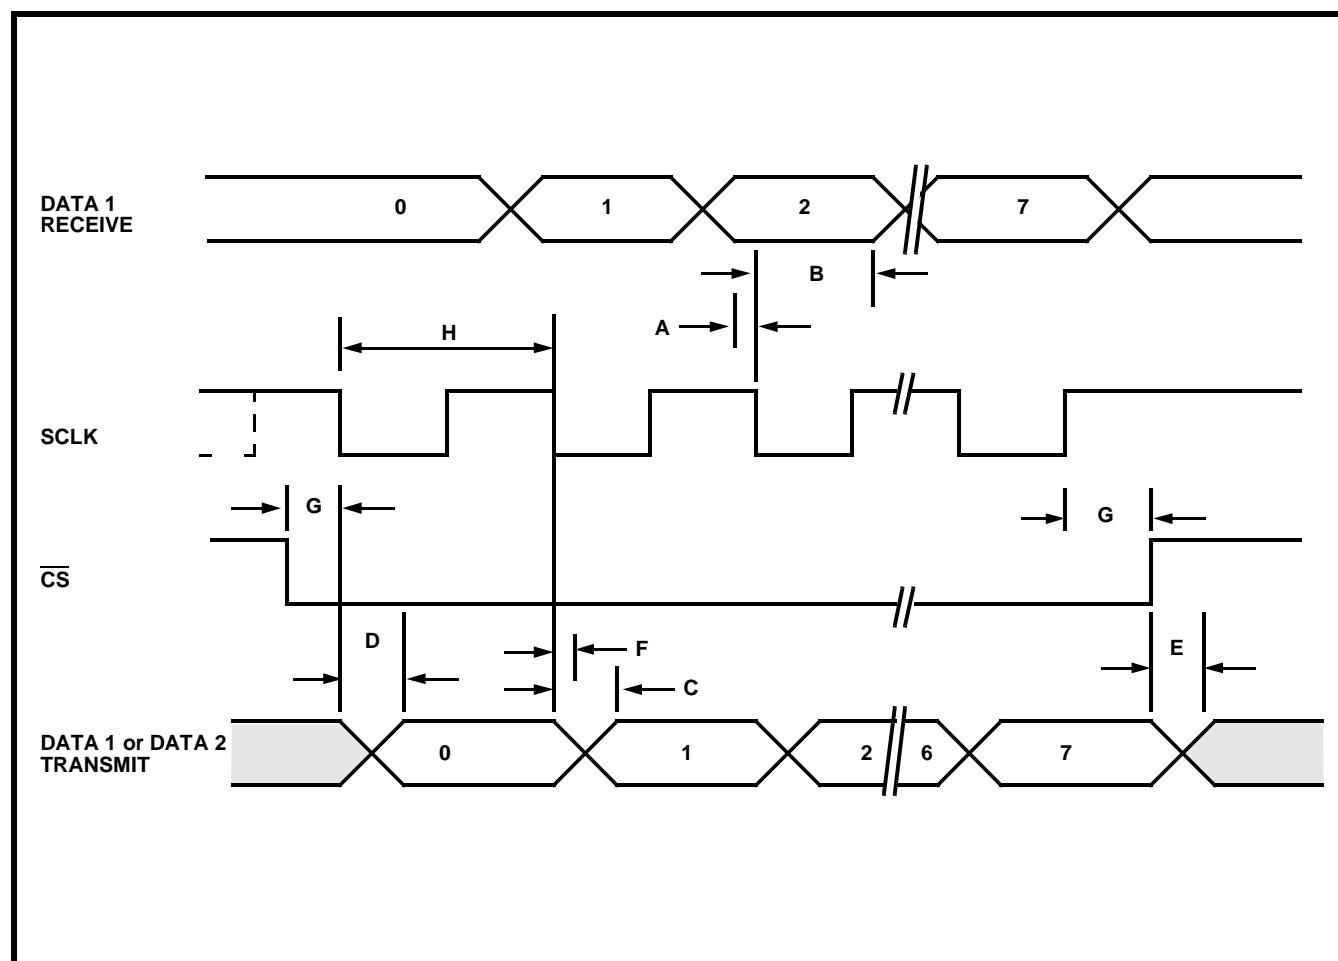 DATA 1
RECEIVE
0
1
2
7
B
A
H
SCLK
G
G
CS
D
F
E
C
DATA 1 or DATA 2
TRANSMIT
0
1
2
6
7